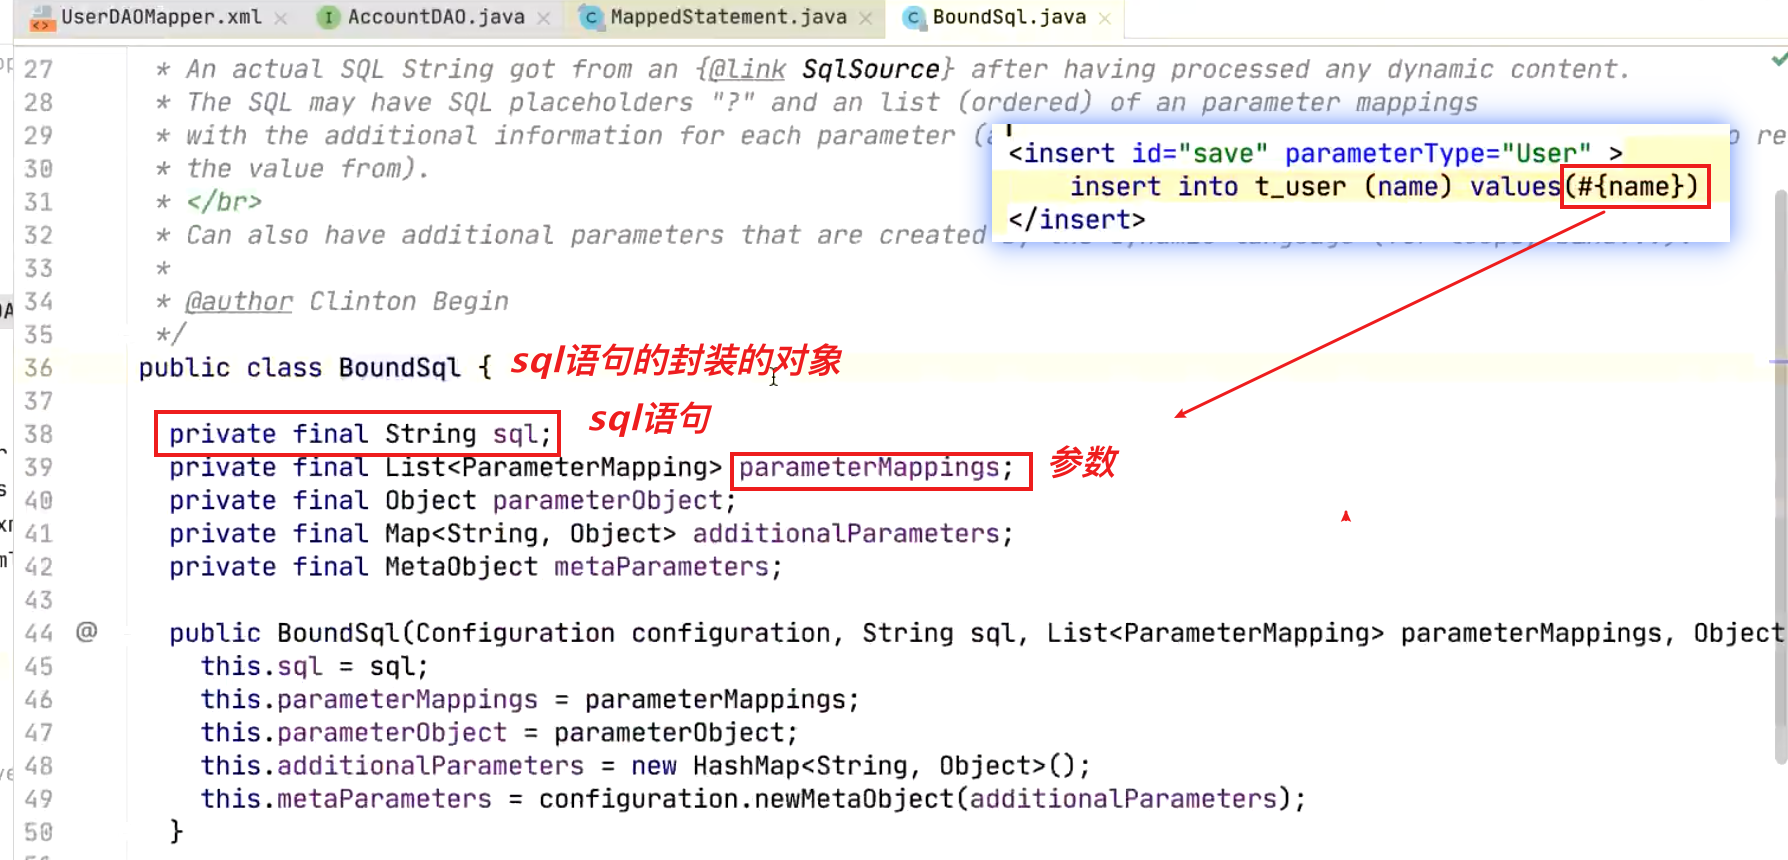 UserDAOMapper.xml AccountDAO.java MappedStatement.java BoundSql.java
27 * An actual SQL String got from an {@link SqlSource} after having processed any dynamic content.
28 * The SQL may have SQL placeholders "?" and an list (ordered) of an parameter mappings
29 * with the additional information for each parameter
30 * the value from).
31 * </br>
32 * Can also have additional parameters that are created
33 *
34 * @author Clinton Begin
35 */
<insert id="save" parameterType="User" >
insert into t_user (name) values(#{name})
</insert>
36 public class BoundSql { sql语句的封装的对象
37
38 private final String sql; sql语句
39 private final List<ParameterMapping> parameterMappings; 参数
40 private final Object parameterObject;
41 private final Map<String, Object> additionalParameters;
42 private final MetaObject metaParameters;
43
44 @ public BoundSql(Configuration configuration, String sql, List<ParameterMapping> parameterMappings, Object
45 this.sql = sql;
46 this.parameterMappings = parameterMappings;
47 this.parameterObject = parameterObject;
48 this.additionalParameters = new HashMap<String, Object>();
49 this.metaParameters = configuration.newMetaObject(additionalParameters);
50 }